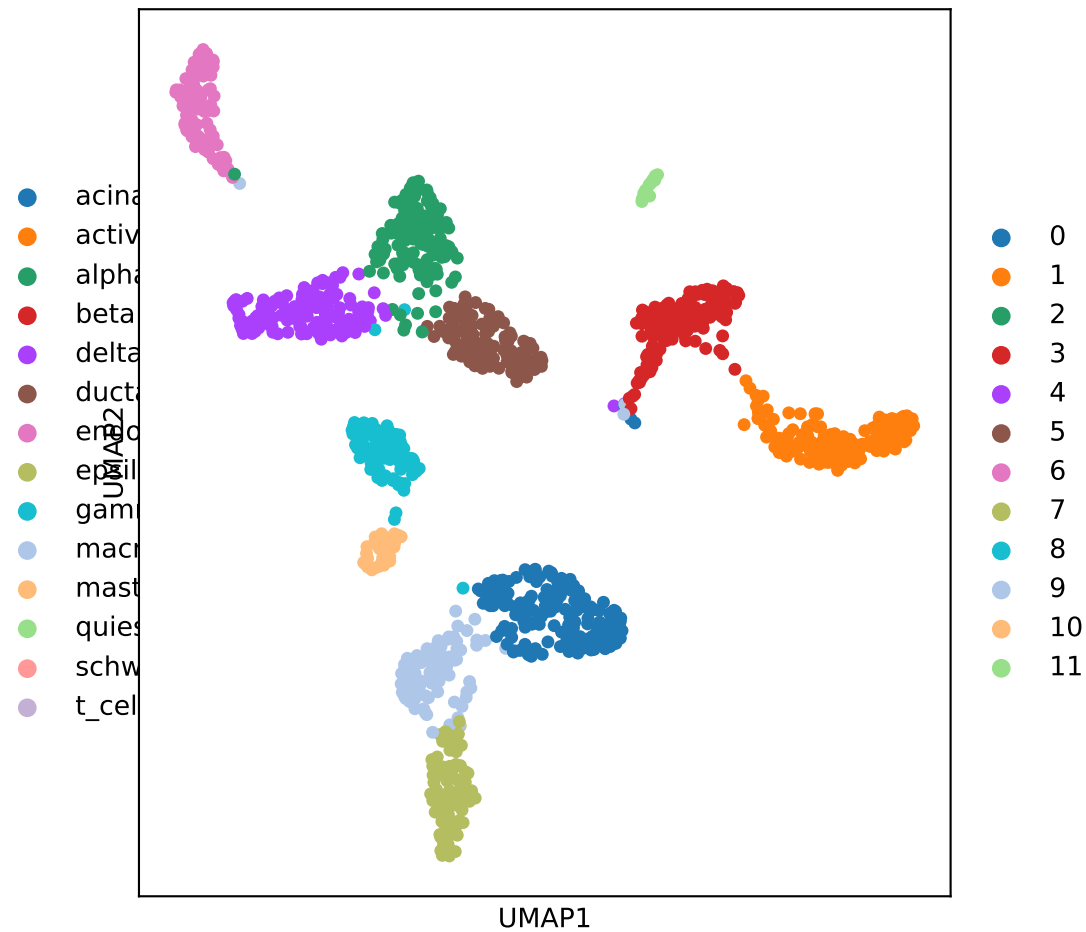 acina
activ
alpha
beta
delta
ducta
endo
epsil
gam
macr
mast
quies
schw
t_cel
UMAP2
UMAP1
0
1
2
3
4
5
6
7
8
9
10
11